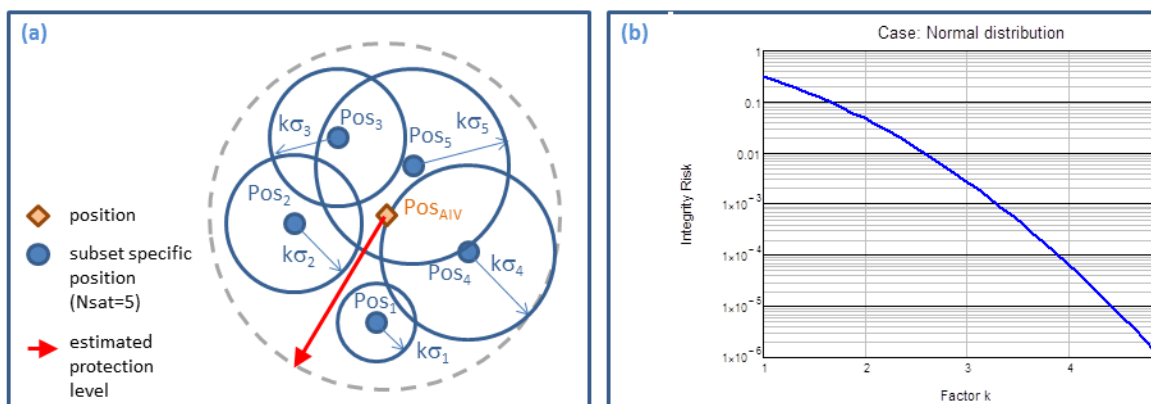 (a)
kσ3
Pos3
Pos5
kσ5
Pos2
PosAIV
kσ2
Pos4
kσ4
Pos1
kσ1
position
subset specific
position
(Nsat=5)
estimated
protection
level
(b)
Case: Normal distribution
Integrity Risk
1
0.1
0.01
1×10⁻³
1×10⁻⁴
1×10⁻⁵
1×10⁻⁶
1
2
3
4
Factor k